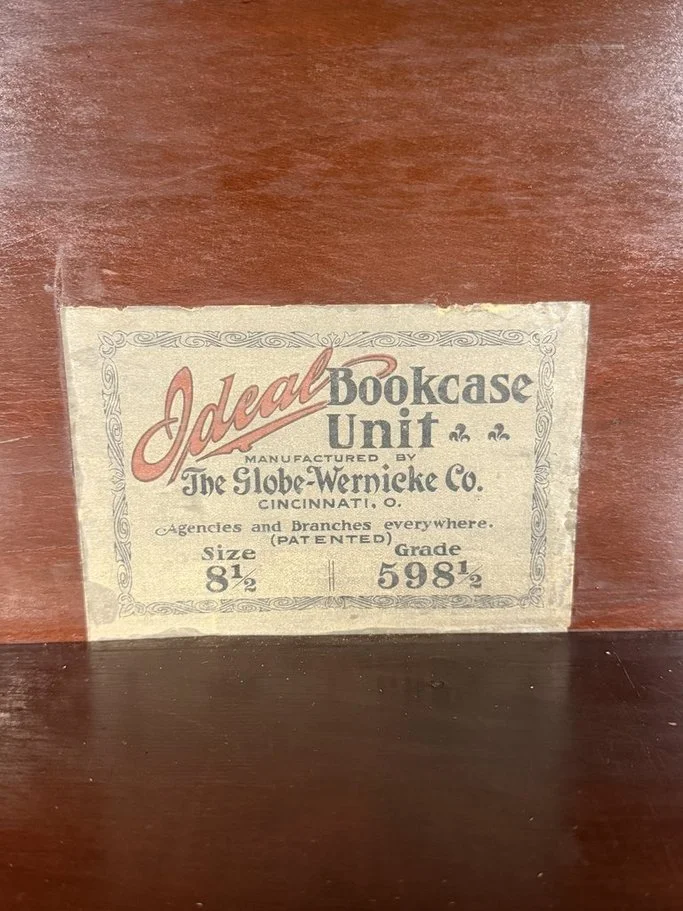 Ideal Bookcase
Unit
MANUFACTURED BY
The Globe-Wernicke Co.
CINCINNATI, O.
Agencies and Branches everywhere.
(PATENTED)
Size Grade
8½ 598½